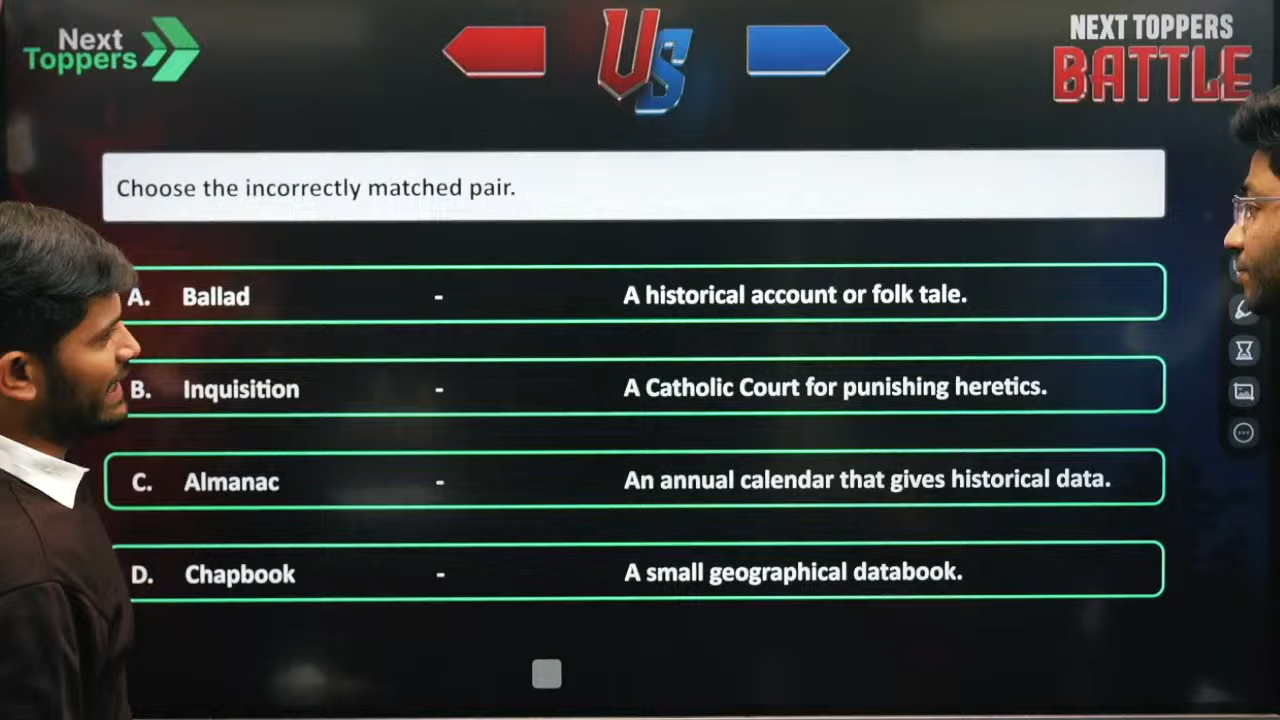 Next
Toppers
VS
NEXT TOPPERS
BATTLE
Choose the incorrectly matched pair.
A. Ballad - A historical account or folk tale.
B. Inquisition - A Catholic Court for punishing heretics.
C. Almanac - An annual calendar that gives historical data.
D. Chapbook - A small geographical databook.